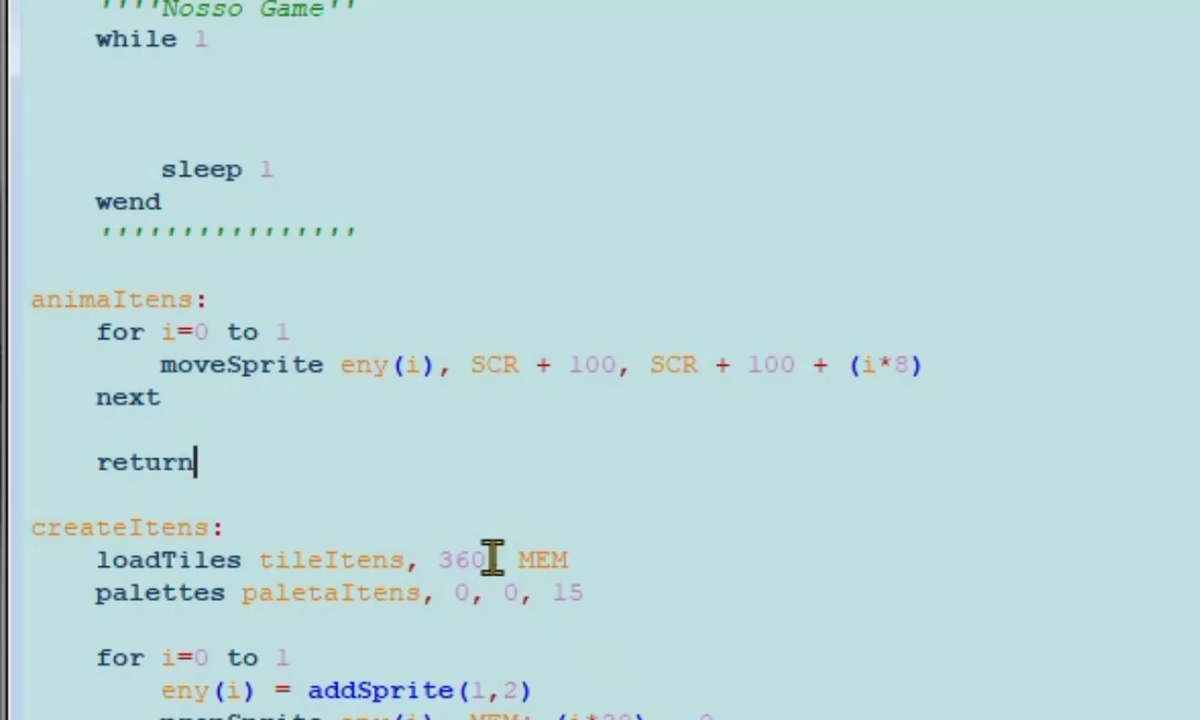 ''''Nosso Game''
while 1
sleep 1
wend
''''''''''''''''
animaItens:
for i=0 to 1
moveSprite eny(i), SCR + 100, SCR + 100 + (i*8)
next
return
createItens:
loadTiles tileItens, 360, MEM
palettes paletaItens, 0, 0, 15
for i=0 to 1
eny(i) = addSprite(1,2)